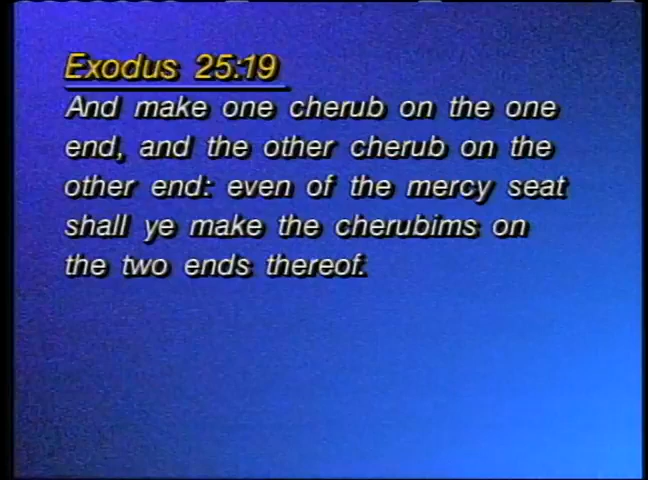 Exodus 25:19
And make one cherub on the one
end, and the other cherub on the
other end: even of the mercy seat
shall ye make the cherubims on
the two ends thereof.